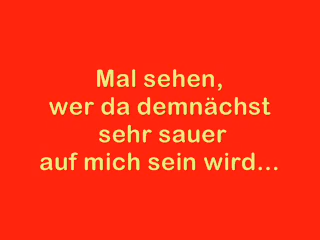 Mal sehen,
wer da demnächst
sehr sauer
auf mich sein wird...